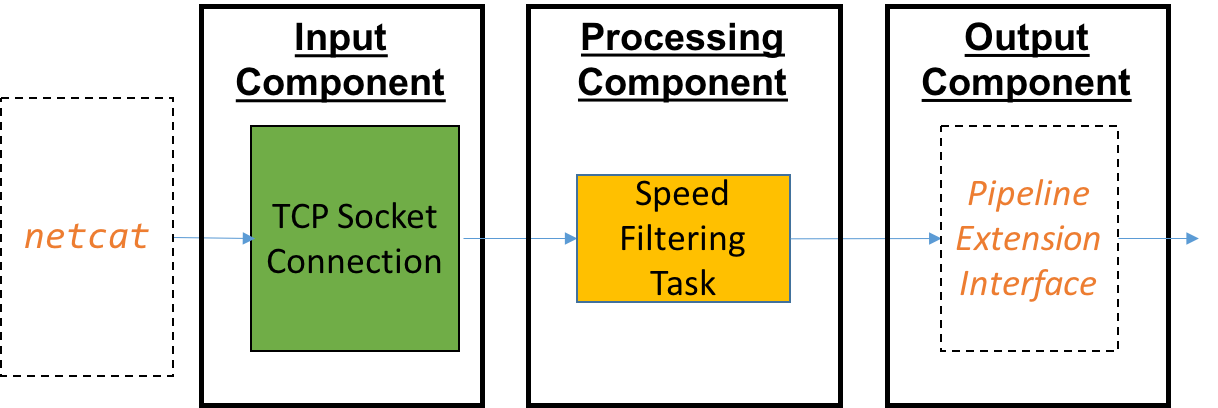 Input
Component
Processing
Component
Output
Component
netcat
TCP Socket
Connection
Speed
Filtering
Task
Pipeline
Extension
Interface